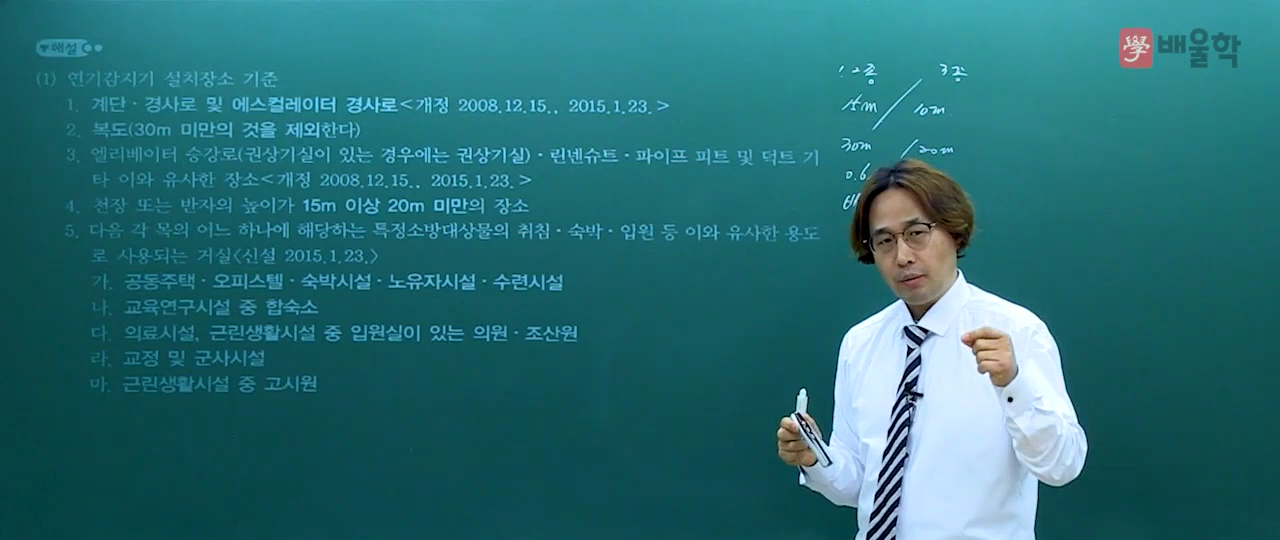 學 배울학
▼해설
(1) 연기감지기 설치장소 기준
1. 계단·경사로 및 에스컬레이터 경사로<개정 2008.12.15., 2015.1.23.>
2. 복도(30m 미만의 것을 제외한다)
3. 엘리베이터 승강로(권상기실이 있는 경우에는 권상기실)·린넨슈트·파이프 피트 및 덕트 기
타 이와 유사한 장소<개정 2008.12.15., 2015.1.23.>
4. 천장 또는 반자의 높이가 15m 이상 20m 미만의 장소
5. 다음 각 목의 어느 하나에 해당하는 특정소방대상물의 취침·숙박·입원 등 이와 유사한 용도
로 사용되는 거실<신설 2015.1.23.>
가. 공동주택·오피스텔·숙박시설·노유자시설·수련시설
나. 교육연구시설 중 합숙소
다. 의료시설, 근린생활시설 중 입원실이 있는 의원·조산원
라. 교정 및 군사시설
마. 근린생활시설 중 고시원
1.2종 3종
15m / 10m
30m / 20m
0.6